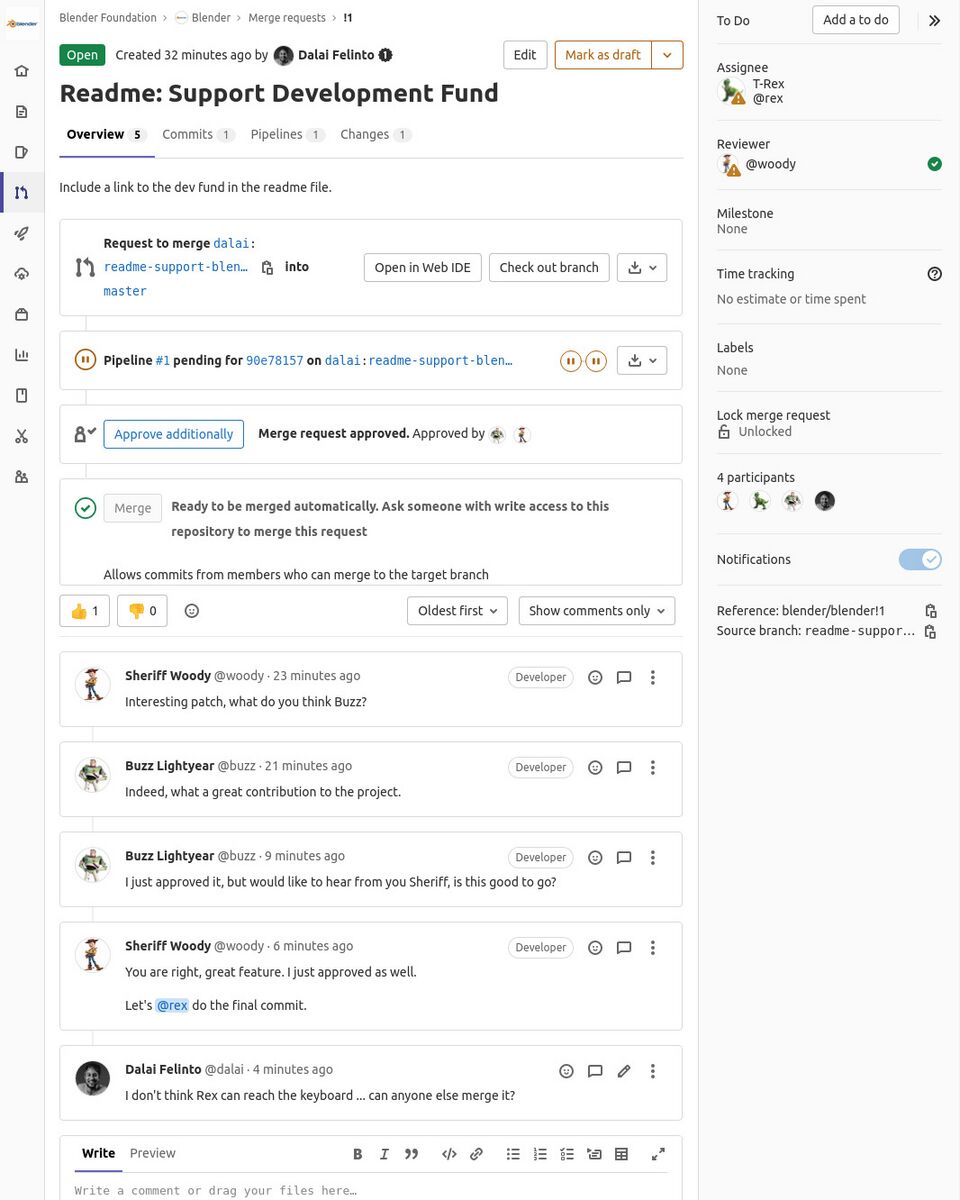 blender
Blender Foundation > Blender > Merge requests > !1
Open Created 32 minutes ago by Dalai Felinto
Edit Mark as draft
Readme: Support Development Fund
Overview 5 Commits 1 Pipelines 1 Changes 1
Include a link to the dev fund in the readme file.
Request to merge dalai:
readme-support-blen… into
master
Open in Web IDE Check out branch
Pipeline #1 pending for 90e78157 on dalai:readme-support-blen…
Approve additionally Merge request approved. Approved by
Merge Ready to be merged automatically. Ask someone with write access to this
repository to merge this request
Allows commits from members who can merge to the target branch
👍 1 👎 0 Oldest first Show comments only
Sheriff Woody @woody · 23 minutes ago Developer
Interesting patch, what do you think Buzz?
Buzz Lightyear @buzz · 21 minutes ago Developer
Indeed, what a great contribution to the project.
Buzz Lightyear @buzz · 9 minutes ago Developer
I just approved it, but would like to hear from you Sheriff, is this good to go?
Sheriff Woody @woody · 6 minutes ago Developer
You are right, great feature. I just approved as well.
Let's @rex do the final commit.
Dalai Felinto @dalai · 4 minutes ago
I don't think Rex can reach the keyboard ... can anyone else merge it?
Write Preview
Write a comment or drag your files here…
To Do Add a to do
Assignee
T-Rex
@rex
Reviewer
@woody
Milestone
None
Time tracking
No estimate or time spent
Labels
None
Lock merge request
Unlocked
4 participants
Notifications
Reference: blender/blender!1
Source branch: readme-suppor…